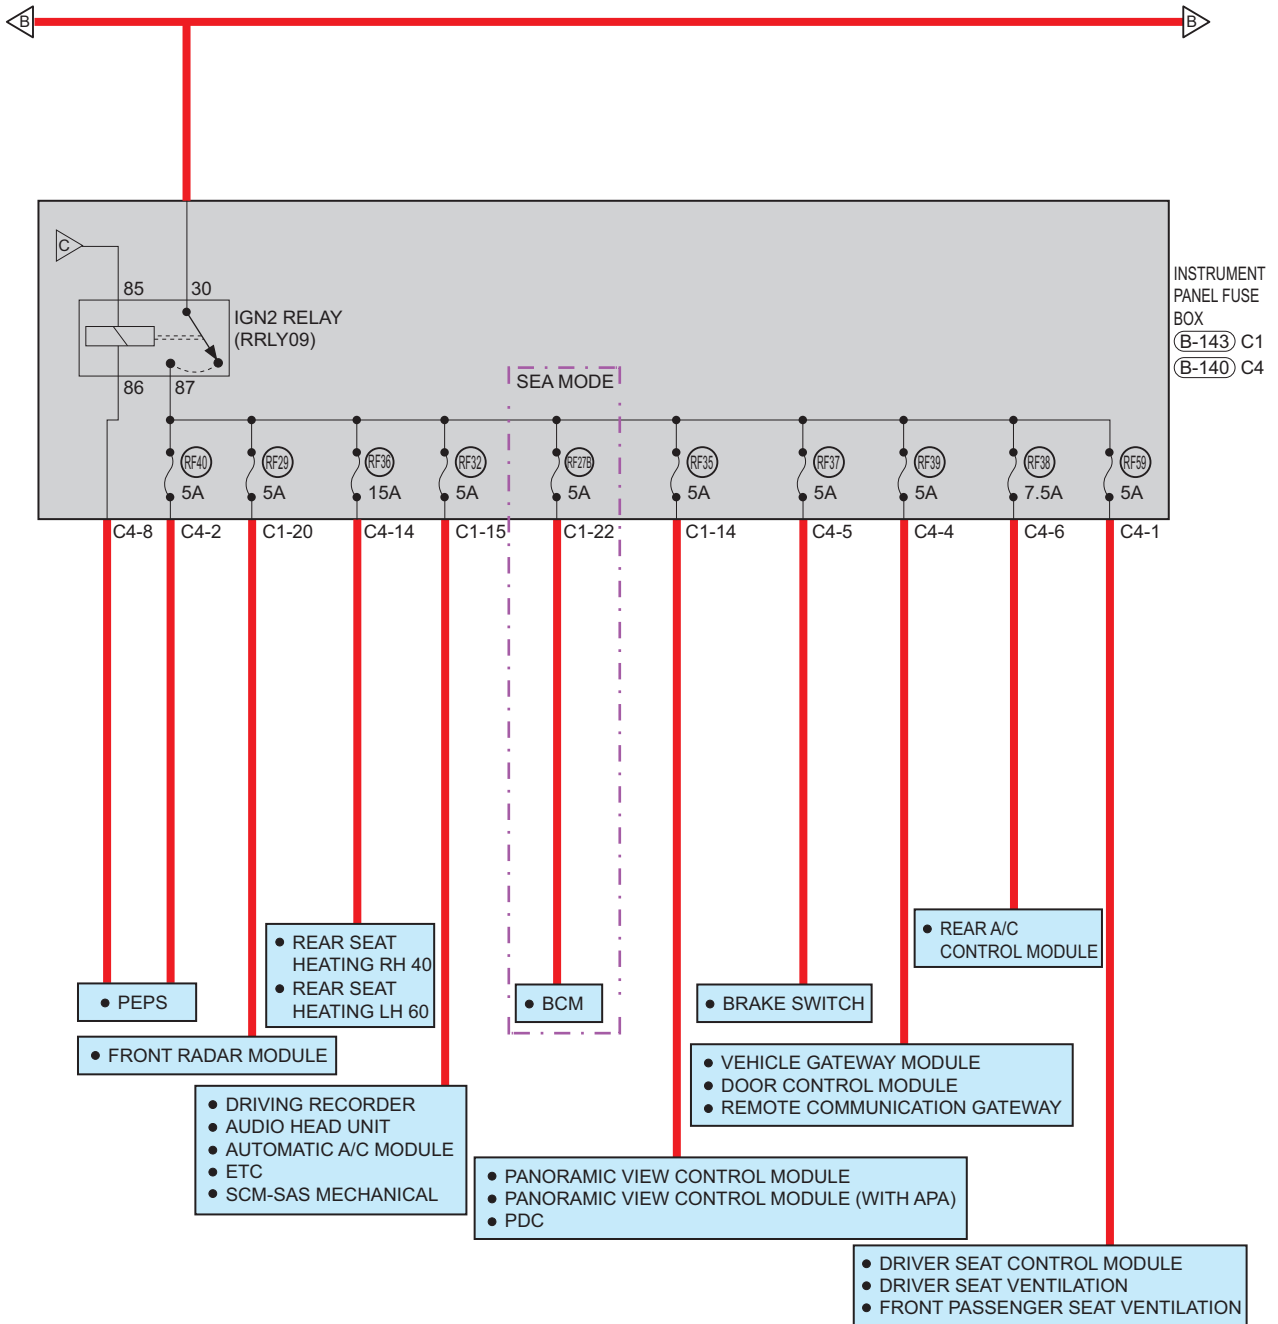 B
B
C
85
30
IGN2 RELAY
(RRLY09)
86
87
INSTRUMENT
PANEL FUSE
BOX
B-143 C1
B-140 C4
SEA MODE
RF40
5A
RF29
5A
RF36
15A
RF32
5A
RF27B
5A
RF35
5A
RF37
5A
RF39
5A
RF38
7.5A
RF59
5A
C4-8
C4-2
C1-20
C4-14
C1-15
C1-22
C1-14
C4-5
C4-4
C4-6
C4-1
● REAR A/C
CONTROL MODULE
● REAR SEAT
HEATING RH 40
● REAR SEAT
HEATING LH 60
● PEPS
● BCM
● BRAKE SWITCH
● FRONT RADAR MODULE
● VEHICLE GATEWAY MODULE
● DOOR CONTROL MODULE
● REMOTE COMMUNICATION GATEWAY
● DRIVING RECORDER
● AUDIO HEAD UNIT
● AUTOMATIC A/C MODULE
● ETC
● SCM-SAS MECHANICAL
● PANORAMIC VIEW CONTROL MODULE
● PANORAMIC VIEW CONTROL MODULE (WITH APA)
● PDC
● DRIVER SEAT CONTROL MODULE
● DRIVER SEAT VENTILATION
● FRONT PASSENGER SEAT VENTILATION